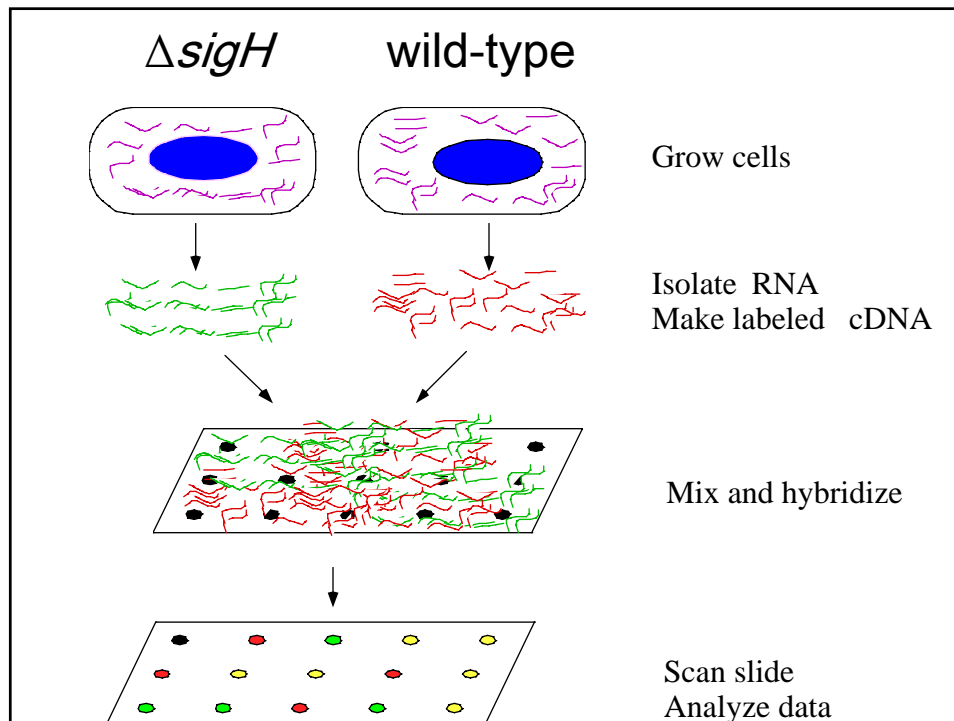 ΔsigH wild-type
Grow cells
Isolate RNA
Make labeled cDNA
Mix and hybridize
Scan slide
Analyze data